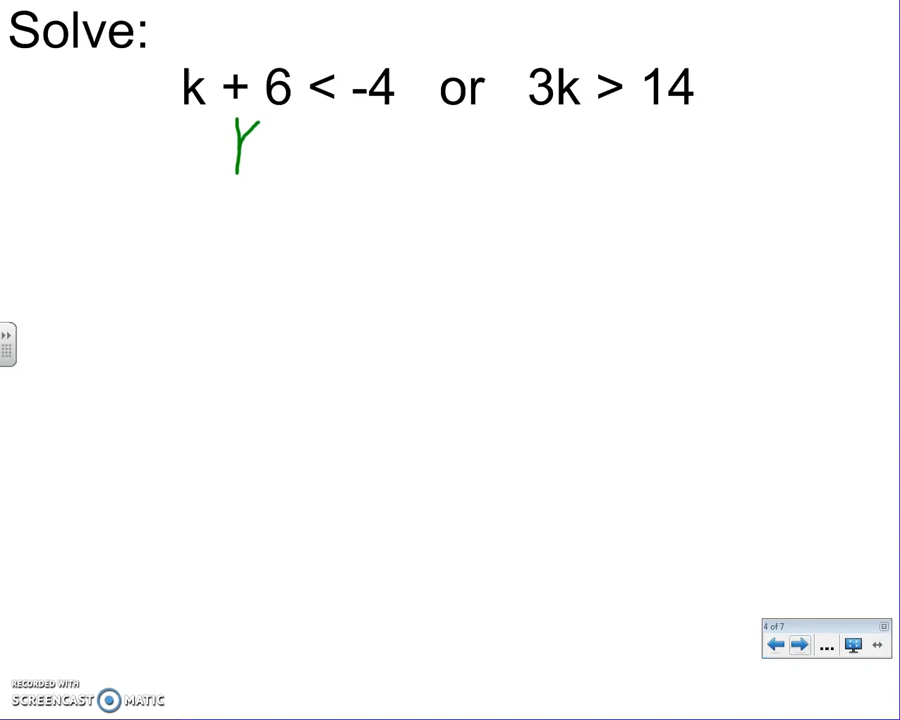 Solve:
k + 6 < -4   or   3k > 14
4 of 7
...
RECORDED WITH
SCREENCAST MATIC